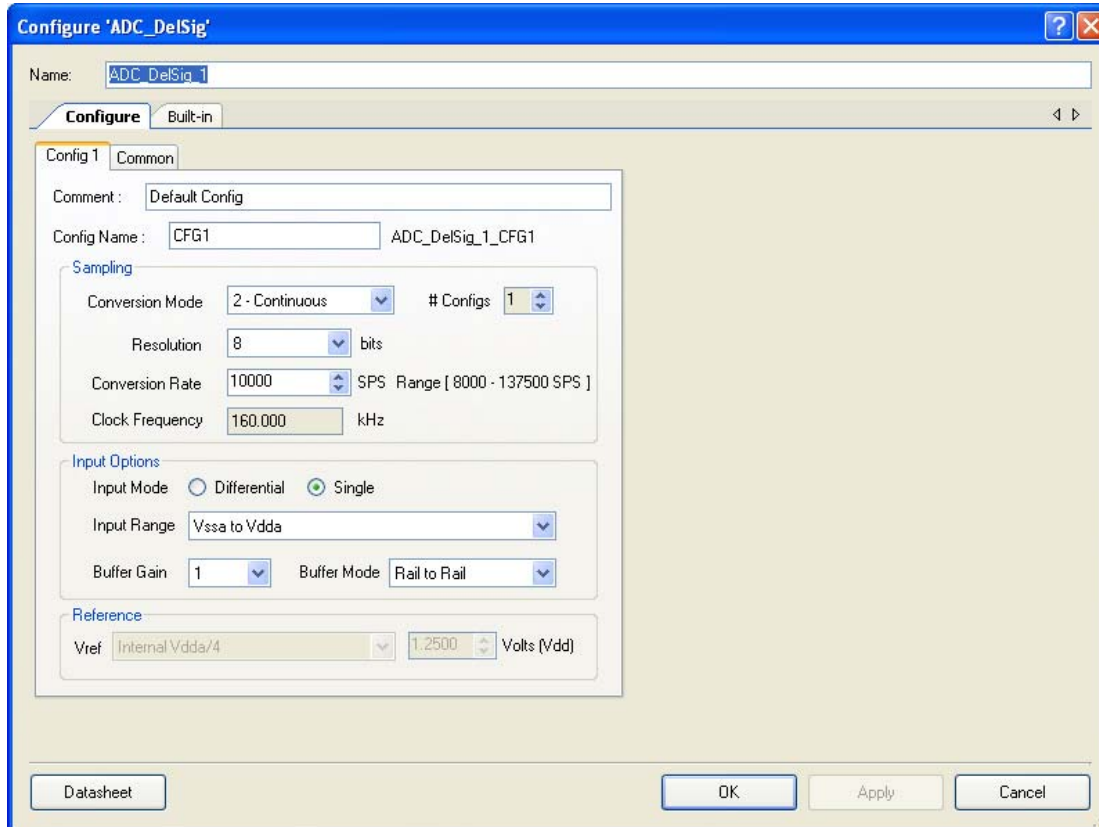 Configure 'ADC_DelSig'
Name: ADC_DelSig_1
Configure Built-in
Config 1 Common
Comment : Default Config
Config Name : CFG1 ADC_DelSig_1_CFG1
Sampling
Conversion Mode 2 - Continuous # Configs 1
Resolution 8 bits
Conversion Rate 10000 SPS Range [ 8000 - 137500 SPS ]
Clock Frequency 160.000 kHz
Input Options
Input Mode Differential Single
Input Range Vssa to Vdda
Buffer Gain 1 Buffer Mode Rail to Rail
Reference
Vref Internal Vdda/4 1.2500 Volts (Vdd)
Datasheet OK Apply Cancel